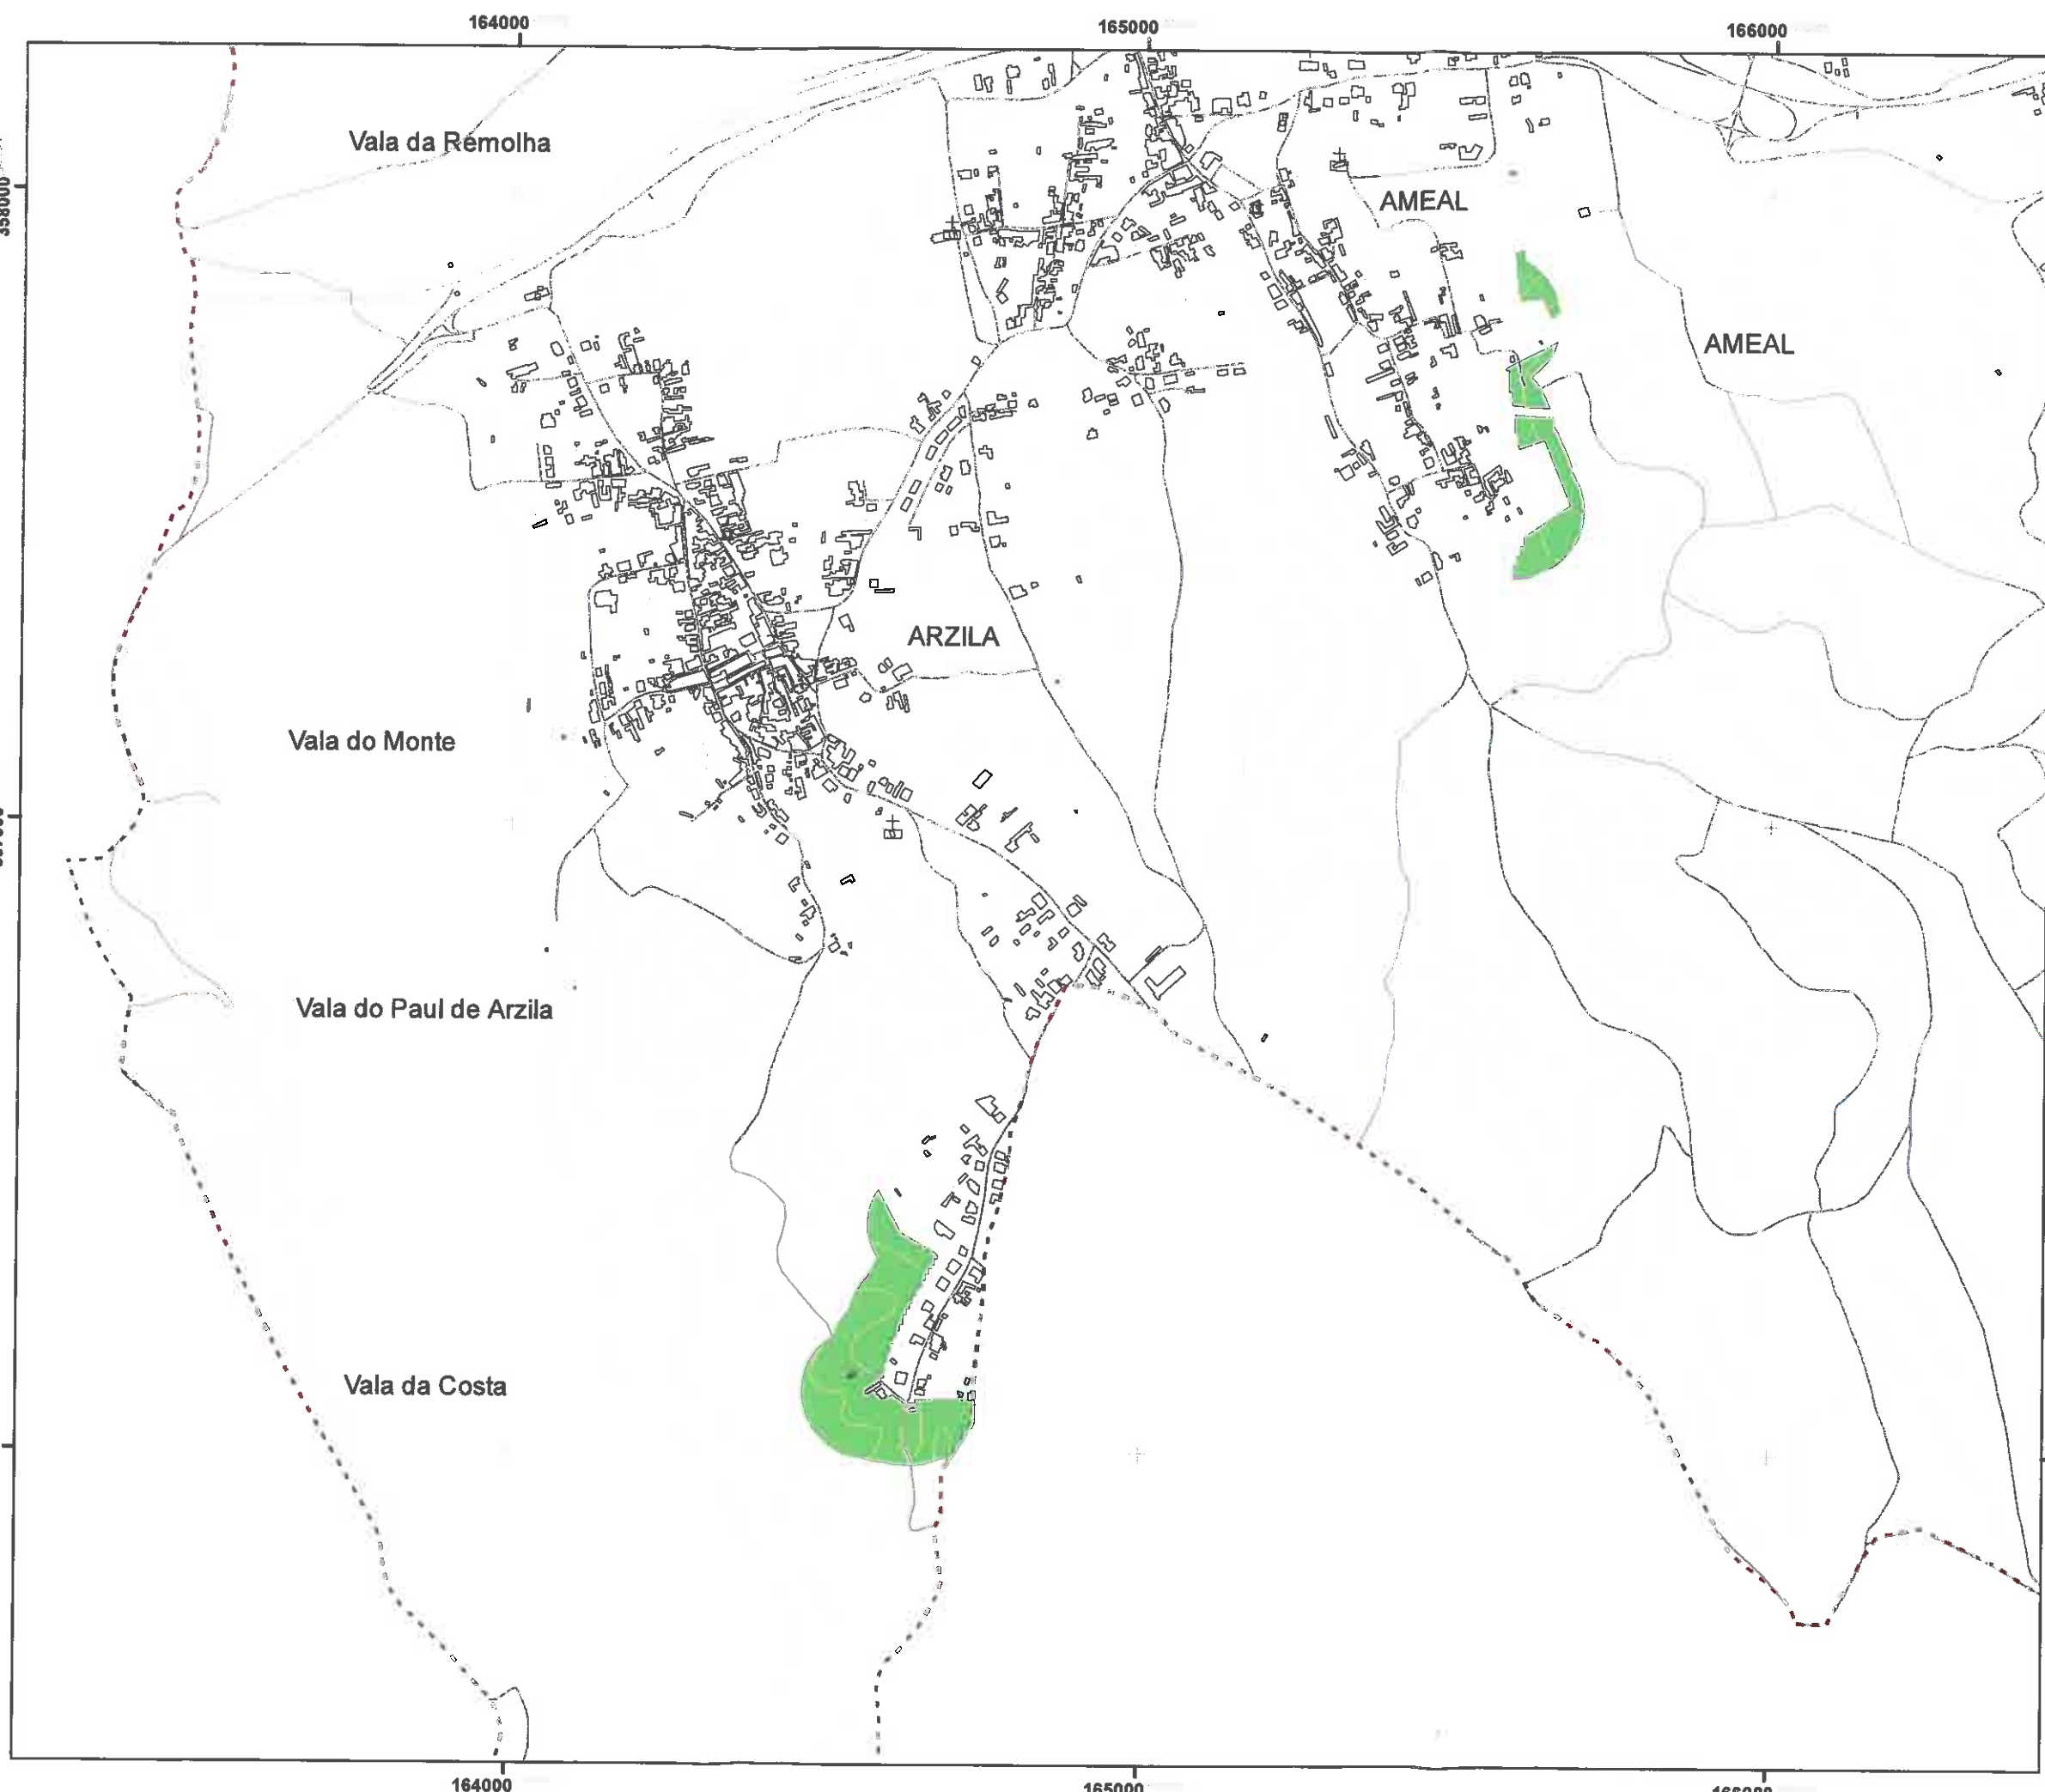 164000
165000
166000
Vala da Remolha
358000
AMEAL
AMEAL
ARZILA
Vala do Monte
Vala do Paul de Arzila
Vala da Costa
164000
165000